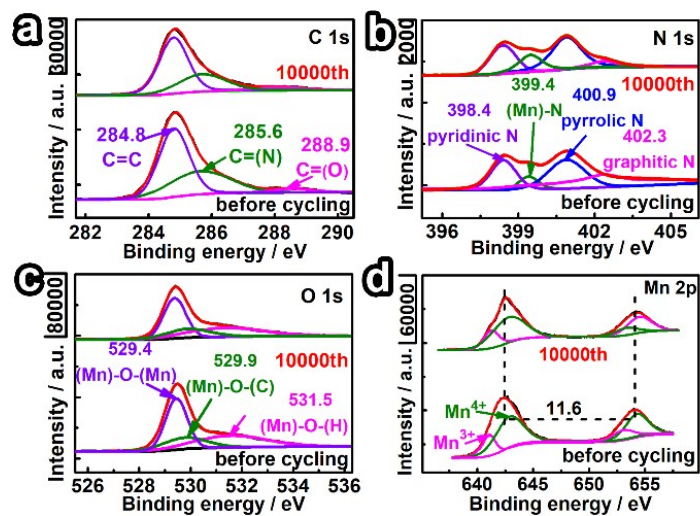 a
C 1s
30000
10000th
284.8
C=C
285.6
C=(N)
288.9
C=(O)
before cycling
Intensity / a.u.
282 284 286 288 290
Binding energy / eV
b
N 1s
2000
10000th
399.4
(Mn)-N
398.4
pyridinic N
400.9
pyrrolic N
402.3
graphitic N
before cycling
Intensity / a.u.
396 399 402 405
Binding energy / eV
c
O 1s
80000
10000th
529.4
(Mn)-O-(Mn)
529.9
(Mn)-O-(C)
531.5
(Mn)-O-(H)
before cycling
Intensity / a.u.
526 528 530 532 534 536
Binding energy / eV
d
Mn 2p
60000
10000th
Mn4+
11.6
Mn3+
before cycling
Intensity / a.u.
640 645 650 655
Binding energy / eV